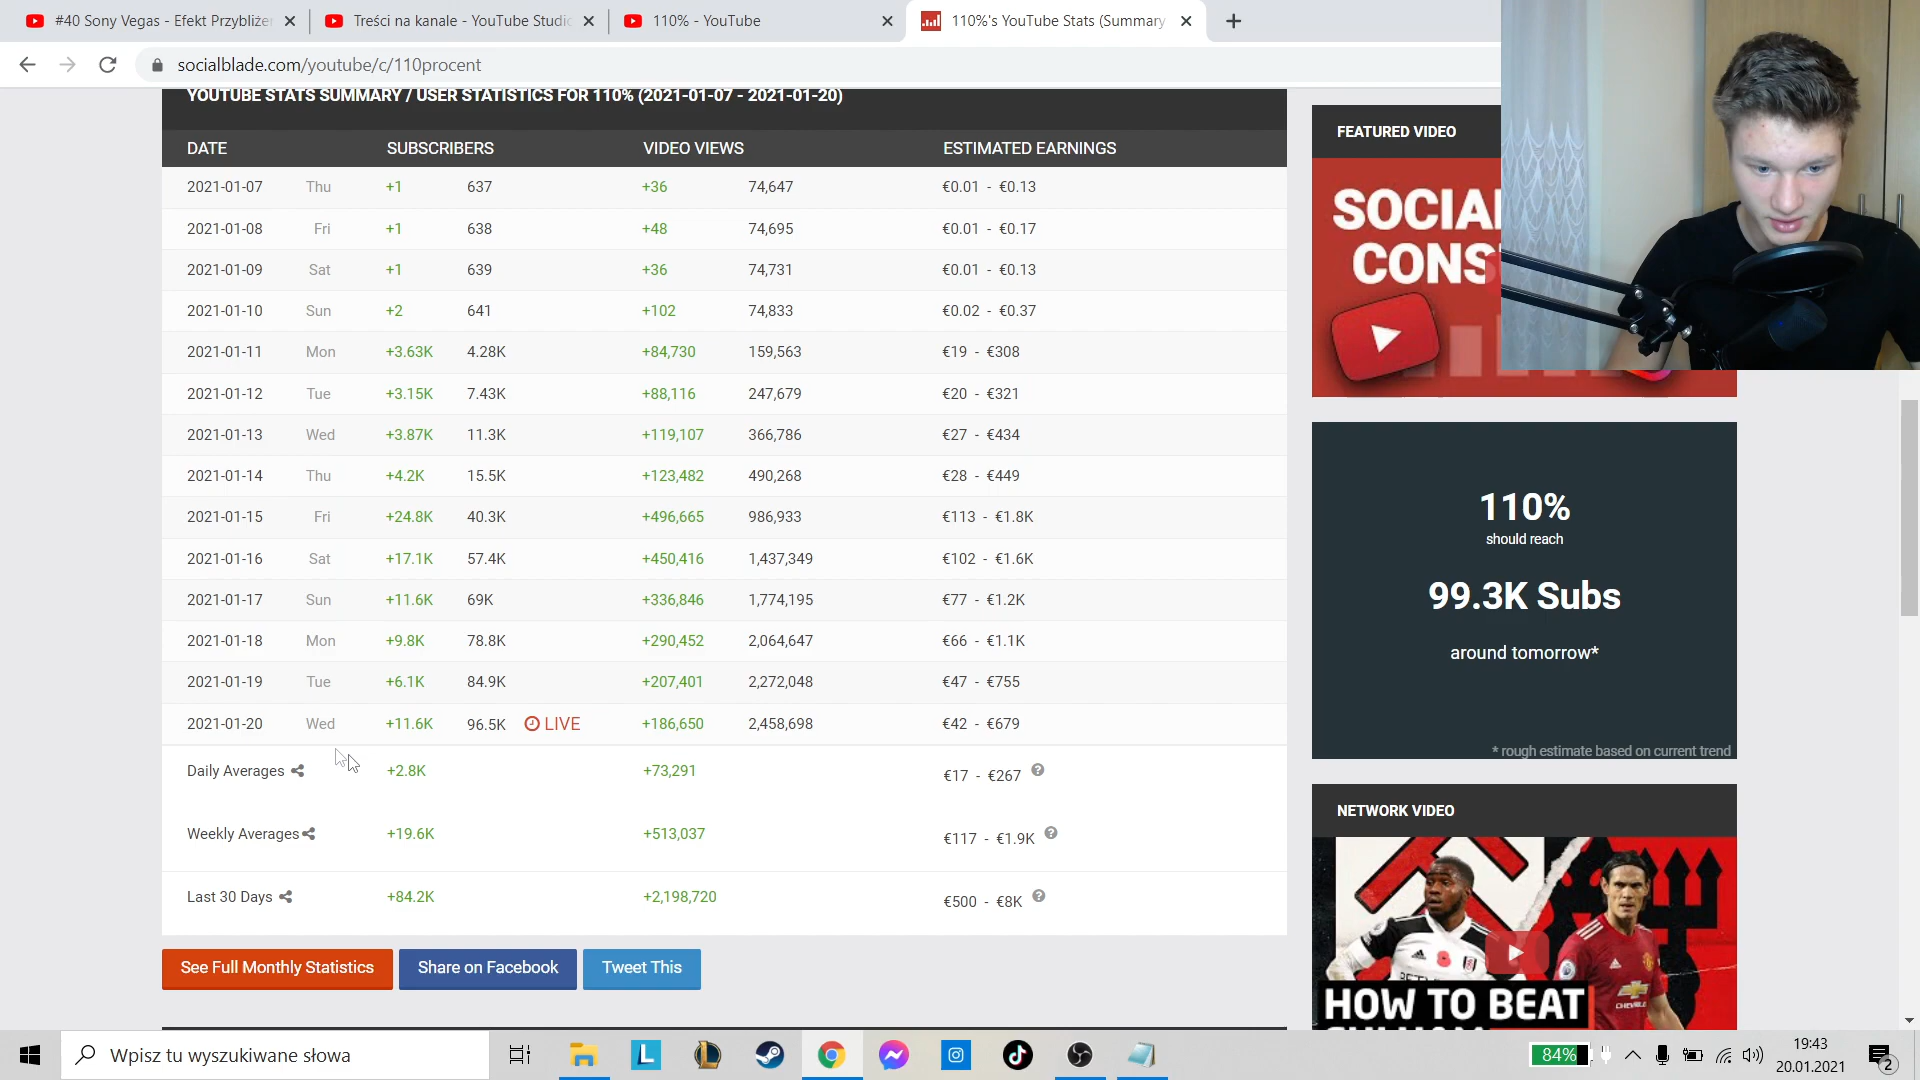 #40 Sony Vegas - Efekt Przybliże
Treści na kanale - YouTube Studio
110% - YouTube
110%'s YouTube Stats (Summary
socialblade.com/youtube/c/110procent
YOUTUBE STATS SUMMARY / USER STATISTICS FOR 110% (2021-01-07 - 2021-01-20)
DATE SUBSCRIBERS VIDEO VIEWS ESTIMATED EARNINGS
2021-01-07 Thu +1 637 +36 74,647 €0.01 - €0.13
2021-01-08 Fri +1 638 +48 74,695 €0.01 - €0.17
2021-01-09 Sat +1 639 +36 74,731 €0.01 - €0.13
2021-01-10 Sun +2 641 +102 74,833 €0.02 - €0.37
2021-01-11 Mon +3.63K 4.28K +84,730 159,563 €19 - €308
2021-01-12 Tue +3.15K 7.43K +88,116 247,679 €20 - €321
2021-01-13 Wed +3.87K 11.3K +119,107 366,786 €27 - €434
2021-01-14 Thu +4.2K 15.5K +123,482 490,268 €28 - €449
2021-01-15 Fri +24.8K 40.3K +496,665 986,933 €113 - €1.8K
2021-01-16 Sat +17.1K 57.4K +450,416 1,437,349 €102 - €1.6K
2021-01-17 Sun +11.6K 69K +336,846 1,774,195 €77 - €1.2K
2021-01-18 Mon +9.8K 78.8K +290,452 2,064,647 €66 - €1.1K
2021-01-19 Tue +6.1K 84.9K +207,401 2,272,048 €47 - €755
2021-01-20 Wed +11.6K 96.5K LIVE +186,650 2,458,698 €42 - €679
Daily Averages +2.8K +73,291 €17 - €267
Weekly Averages +19.6K +513,037 €117 - €1.9K
Last 30 Days +84.2K +2,198,720 €500 - €8K
See Full Monthly Statistics
Share on Facebook
Tweet This
FEATURED VIDEO
SOCIAL
CONS
110%
should reach
99.3K Subs
around tomorrow*
* rough estimate based on current trend
NETWORK VIDEO
HOW TO BEAT
Wpisz tu wyszukiwane słowa
84%
19:43
20.01.2021
2